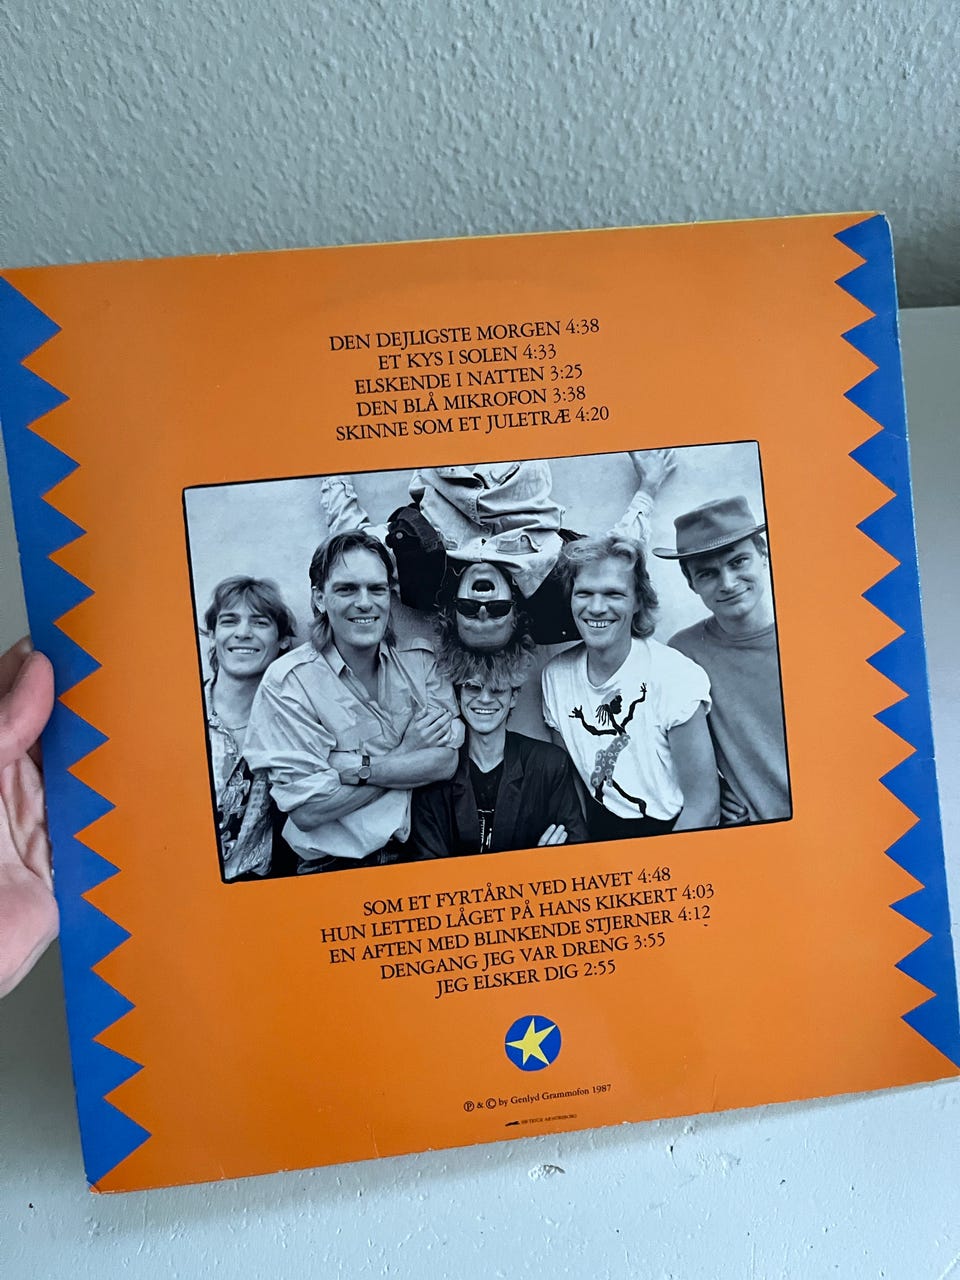 DEN DEJLIGSTE MORGEN 4:38
ET KYS I SOLEN 4:33
ELSKENDE I NATTEN 3:25
DEN BLÅ MIKROFON 3:38
SKINNE SOM ET JULETRÆ 4:20
SOM ET FYRTÅRN VED HAVET 4:48
HUN LETTED LÅGET PÅ HANS KIKKERT 4:03
EN AFTEN MED BLINKENDE STJERNER 4:12
DENGANG JEG VAR DRENG 3:55
JEG ELSKER DIG 2:55
℗ & © by Genlyd Grammofon 1987